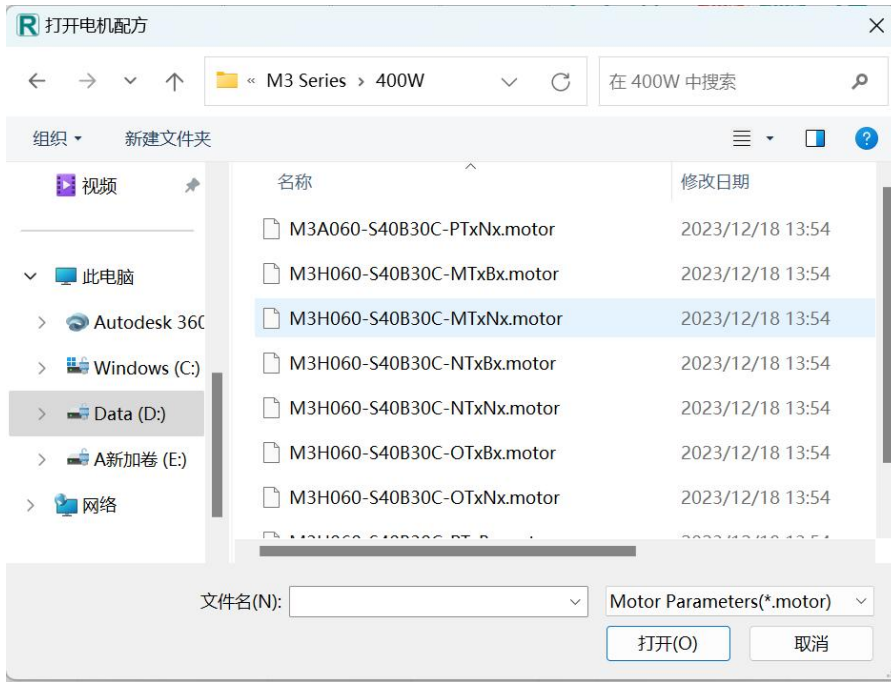 R 打开电机配方
« M3 Series › 400W
在 400W 中搜索
组织 新建文件夹
?
视频
此电脑
Autodesk 360
Windows (C:)
Data (D:)
A新加卷 (E:)
网络
名称 修改日期
M3A060-S40B30C-PTxNx.motor 2023/12/18 13:54
M3H060-S40B30C-MTxBx.motor 2023/12/18 13:54
M3H060-S40B30C-MTxNx.motor 2023/12/18 13:54
M3H060-S40B30C-NTxBx.motor 2023/12/18 13:54
M3H060-S40B30C-NTxNx.motor 2023/12/18 13:54
M3H060-S40B30C-OTxBx.motor 2023/12/18 13:54
M3H060-S40B30C-OTxNx.motor 2023/12/18 13:54
文件名(N): Motor Parameters(*.motor)
打开(O) 取消